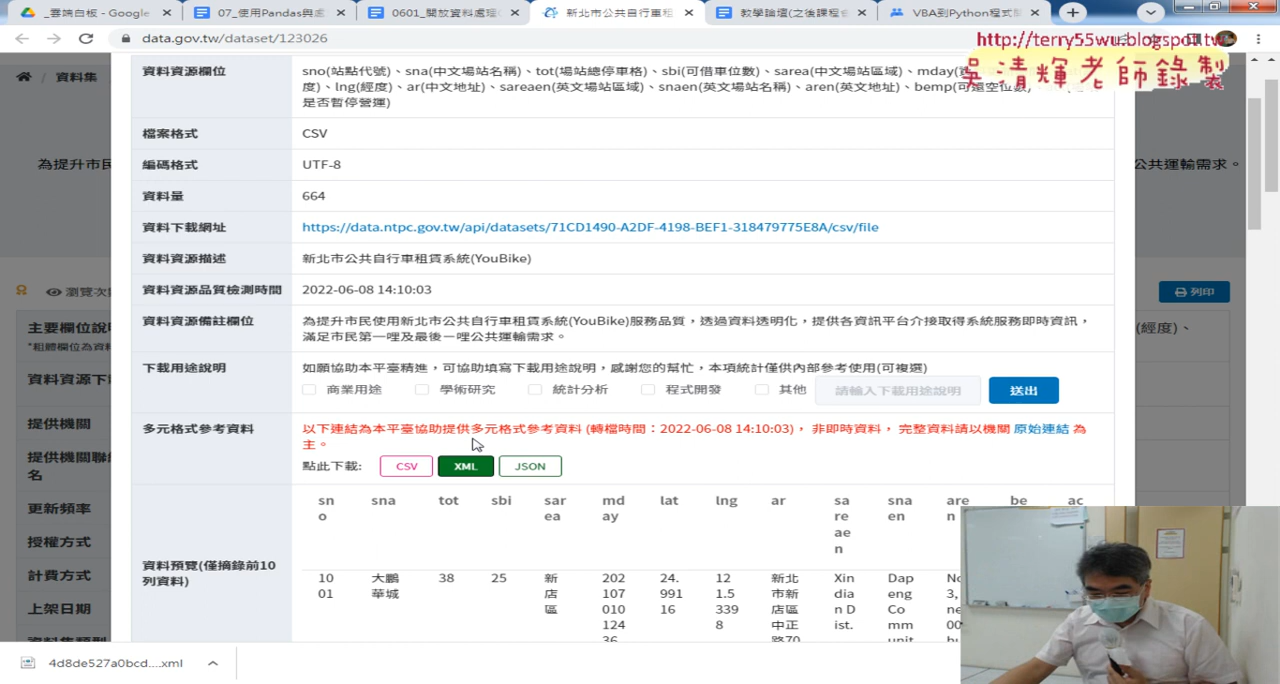 _雲端白板 - Google
07_使用Pandas與處
0601_開放資料處理(
新北市公共自行車租
教學論壇(之後課程會
VBA到Python程式開
data.gov.tw/dataset/123026
http://terry55wu.blogspot.tw
吳清輝老師錄製
資料集
資料資源欄位
sno(站點代號)、sna(中文場站名稱)、tot(場站總停車格)、sbi(可借車位數)、sarea(中文場站區域)、mday(資
度)、lng(經度)、ar(中文地址)、sareaen(英文場站區域)、snaen(英文場站名稱)、aren(英文地址)、bemp(可還空位數)
是否暫停營運)
檔案格式
CSV
為提升市民
公共運輸需求。
編碼格式
UTF-8
資料量
664
資料下載網址
https://data.ntpc.gov.tw/api/datasets/71CD1490-A2DF-4198-BEF1-318479775E8A/csv/file
資料資源描述
新北市公共自行車租賃系統(YouBike)
瀏覽次數
資料資源品質檢測時間
2022-06-08 14:10:03
列印
資料資源備註欄位
為提升市民使用新北市公共自行車租賃系統(YouBike)服務品質，透過資料透明化，提供各資訊平台介接取得系統服務即時資訊，
滿足市民第一哩及最後一哩公共運輸需求。
主要欄位說明
*粗體欄位為資料
(經度)、
下載用途說明
如願協助本平臺精進，可協助填寫下載用途說明，感謝您的幫忙，本項統計僅供內部參考使用(可複選)
商業用途
學術研究
統計分析
程式開發
其他
請輸入下載用途說明
送出
資料資源下
提供機關
多元格式參考資料
以下連結為本平臺協助提供多元格式參考資料 (轉檔時間：2022-06-08 14:10:03)， 非即時資料， 完整資料請以機關 原始連結 為
主。
點此下載:
CSV
XML
JSON
提供機關聯
名
更新頻率
授權方式
計費方式
上架日期
資料預覽(僅摘錄前10
列資料)
sn
o
sna
tot
sbi
sar
ea
md
ay
lat
lng
ar
sa
re
ae
n
sna
en
are
n
be
ac
10
01
大鵬
華城
38
25
新
店
區
202
107
010
124
36
24.
991
16
12
1.5
339
8
新北
市新
店區
中正
路70
Xin
dia
n D
ist.
Dap
eng
Co
mm
unit
4d8de527a0bcd....xml